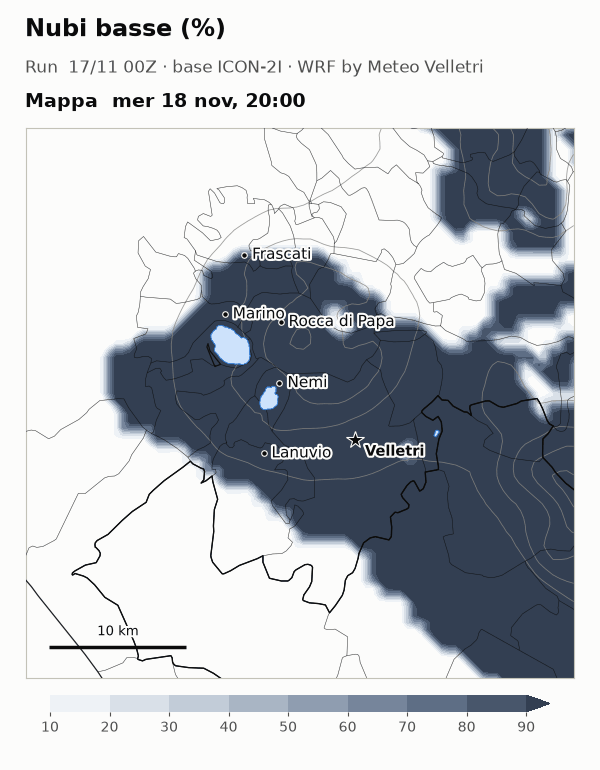 Nubi basse (%)
Run  17/11 00Z · base ICON-2I · WRF by Meteo Velletri
Mappa  mer 18 nov, 20:00
Frascati
Marino
Rocca di Papa
Nemi
Velletri
Lanuvio
10 km
10 20 30 40 50 60 70 80 90